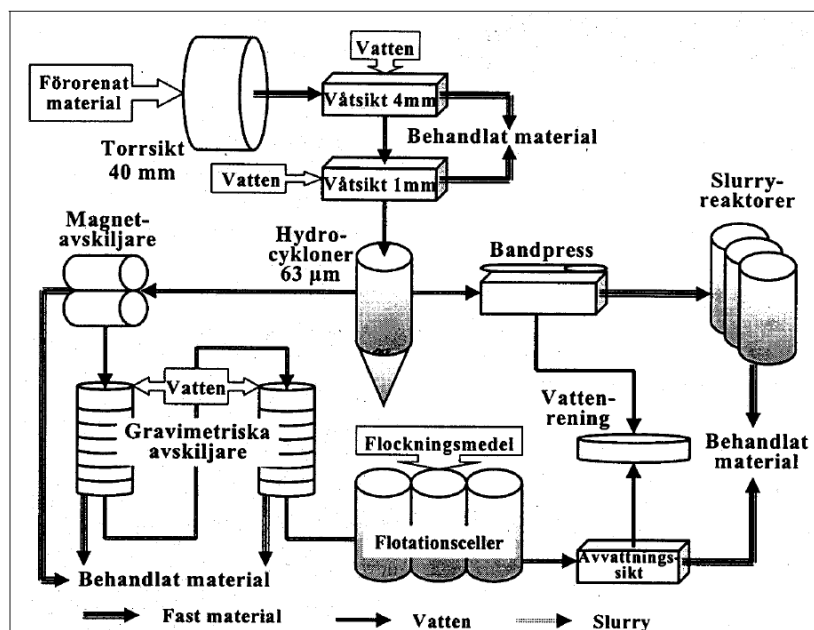 Vatten
Förorenat
material
Våtsikt 4mm
Torrsikt
40 mm
Behandlat material
Vatten
Våtsikt 1mm
Slurry-
reaktorer
Magnet-
avskiljare
Hydro-
cykloner
63 µm
Bandpress
Vatten
Gravimetriska
avskiljare
Vatten-
rening
Flockningsmedel
Behandlat
material
Flotationsceller
Avvattnings-
sikt
Behandlat material
Fast material
Vatten
Slurry